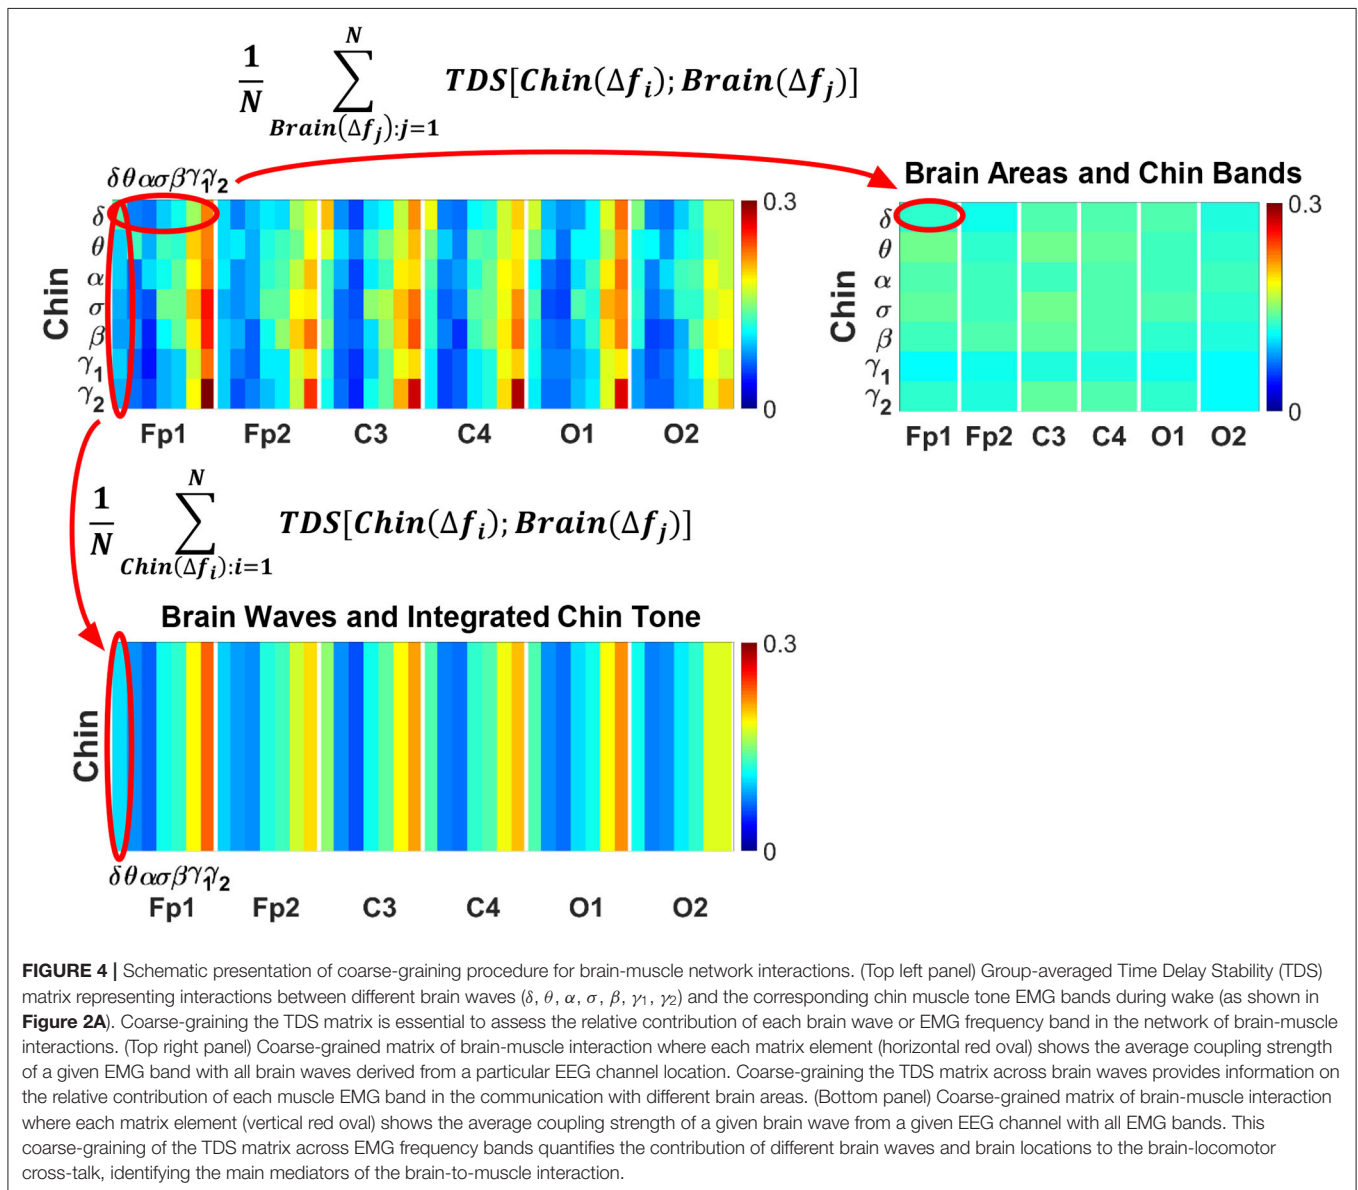 1/N ∑_{Brain(Δf_j):j=1}^{N} TDS[Chin(Δf_i); Brain(Δf_j)]
δ θ α σ β γ1 γ2
Chin
δ
θ
α
σ
β
γ1
γ2
Fp1 Fp2 C3 C4 O1 O2
0.3
0
Brain Areas and Chin Bands
Chin
δ
θ
α
σ
β
γ1
γ2
Fp1 Fp2 C3 C4 O1 O2
0.3
0
1/N ∑_{Chin(Δf_i):i=1}^{N} TDS[Chin(Δf_i); Brain(Δf_j)]
Brain Waves and Integrated Chin Tone
Chin
0.3
0
δ θ α σ β γ1 γ2
Fp1 Fp2 C3 C4 O1 O2
FIGURE 4 | Schematic presentation of coarse-graining procedure for brain-muscle network interactions. (Top left panel) Group-averaged Time Delay Stability (TDS)
matrix representing interactions between different brain waves (δ, θ, α, σ, β, γ1, γ2) and the corresponding chin muscle tone EMG bands during wake (as shown in
Figure 2A). Coarse-graining the TDS matrix is essential to assess the relative contribution of each brain wave or EMG frequency band in the network of brain-muscle
interactions. (Top right panel) Coarse-grained matrix of brain-muscle interaction where each matrix element (horizontal red oval) shows the average coupling strength
of a given EMG band with all brain waves derived from a particular EEG channel location. Coarse-graining the TDS matrix across brain waves provides information on
the relative contribution of each muscle EMG band in the communication with different brain areas. (Bottom panel) Coarse-grained matrix of brain-muscle interaction
where each matrix element (vertical red oval) shows the average coupling strength of a given brain wave from a given EEG channel with all EMG bands. This
coarse-graining of the TDS matrix across EMG frequency bands quantifies the contribution of different brain waves and brain locations to the brain-locomotor
cross-talk, identifying the main mediators of the brain-to-muscle interaction.